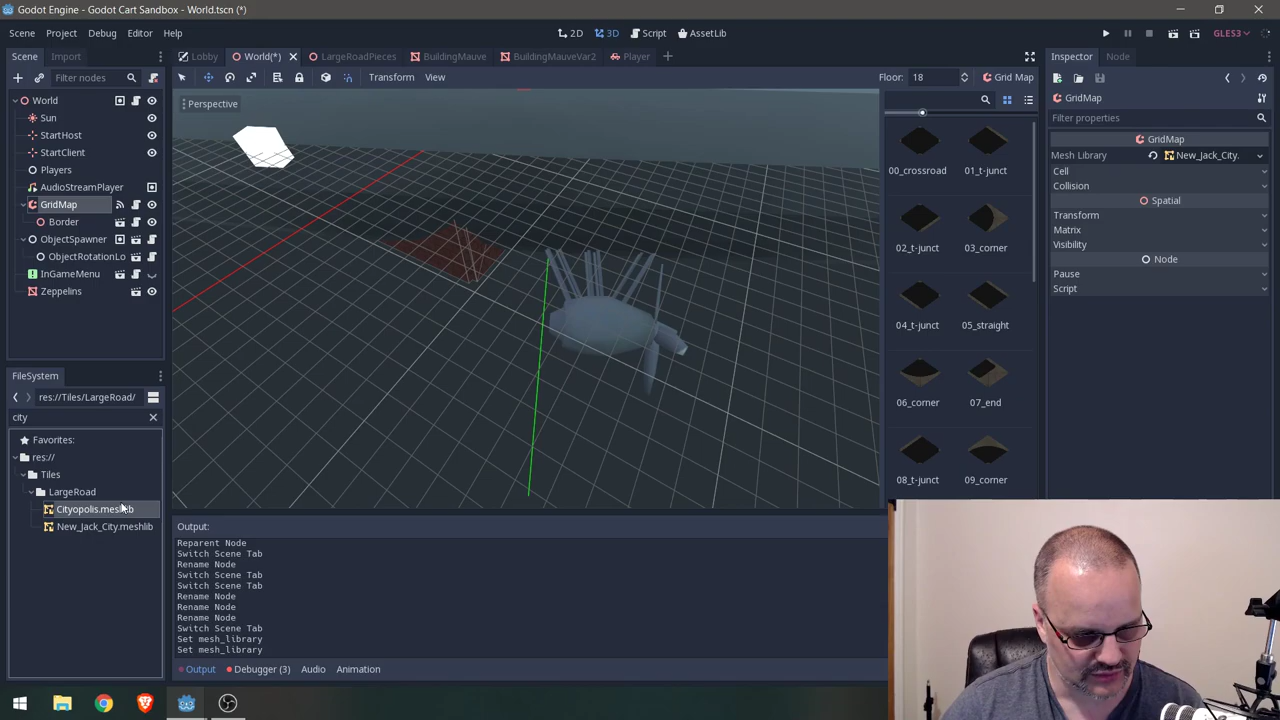 Godot Engine - Godot Cart Sandbox - World.tscn (*)
Scene Project Debug Editor Help
2D 3D Script AssetLib
GLES3
Scene Import
Lobby World(*) LargeRoadPieces BuildingMauve BuildingMauveVar2 Player
Inspector Node
Filter nodes
Transform View
Floor: 18 Grid Map
Perspective
GridMap
Filter properties
World
Sun
StartHost
StartClient
Players
AudioStreamPlayer
GridMap
Border
ObjectSpawner
ObjectRotationLo
InGameMenu
Zeppelins
00_crossroad 01_t-junct
02_t-junct 03_corner
04_t-junct 05_straight
06_corner 07_end
08_t-junct 09_corner
GridMap
Mesh Library New_Jack_City.
Cell
Collision
Spatial
Transform
Matrix
Visibility
Node
Pause
Script
FileSystem
res://Tiles/LargeRoad/
city
Favorites:
res://
Tiles
LargeRoad
Cityopolis.meshlib
New_Jack_City.meshlib
Output:
Reparent Node
Switch Scene Tab
Rename Node
Switch Scene Tab
Switch Scene Tab
Rename Node
Rename Node
Rename Node
Switch Scene Tab
Set mesh_library
Set mesh_library
Output Debugger (3) Audio Animation